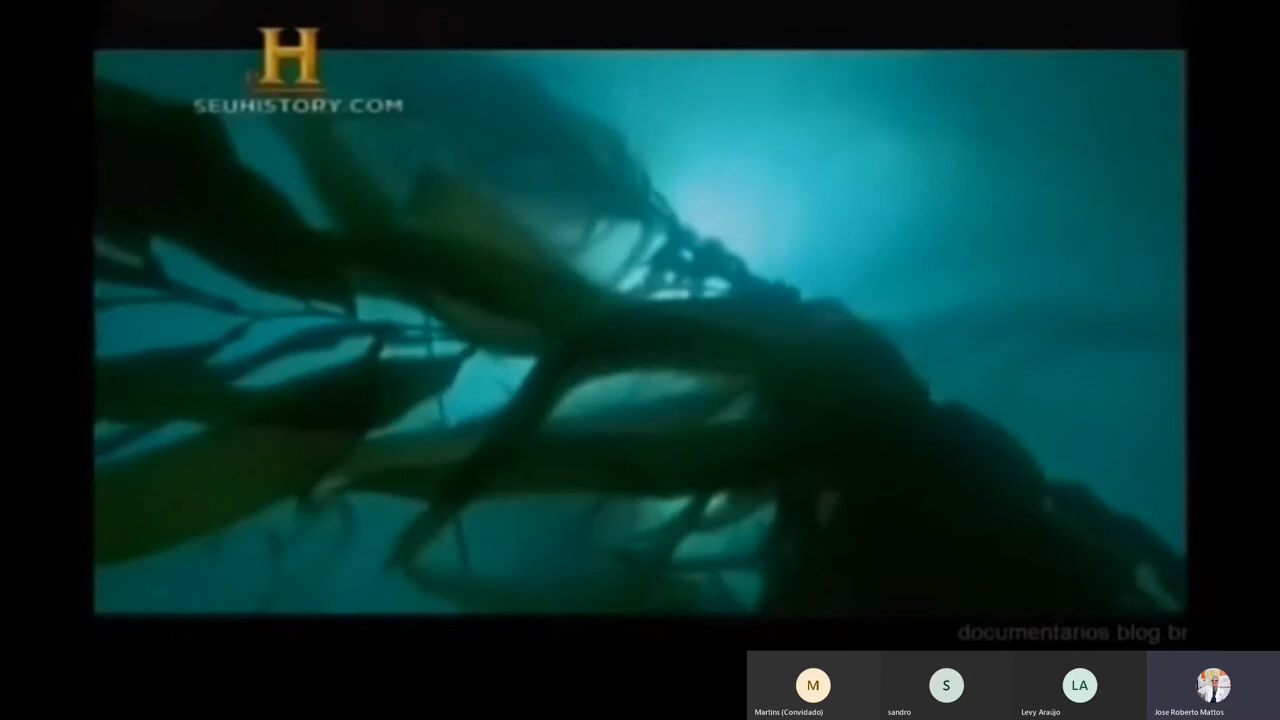 H
SEUHISTORY.COM
documentarios blog br
M
S
LA
Martins (Convidado)
sandro
Levy Araújo
Jose Roberto Mattos